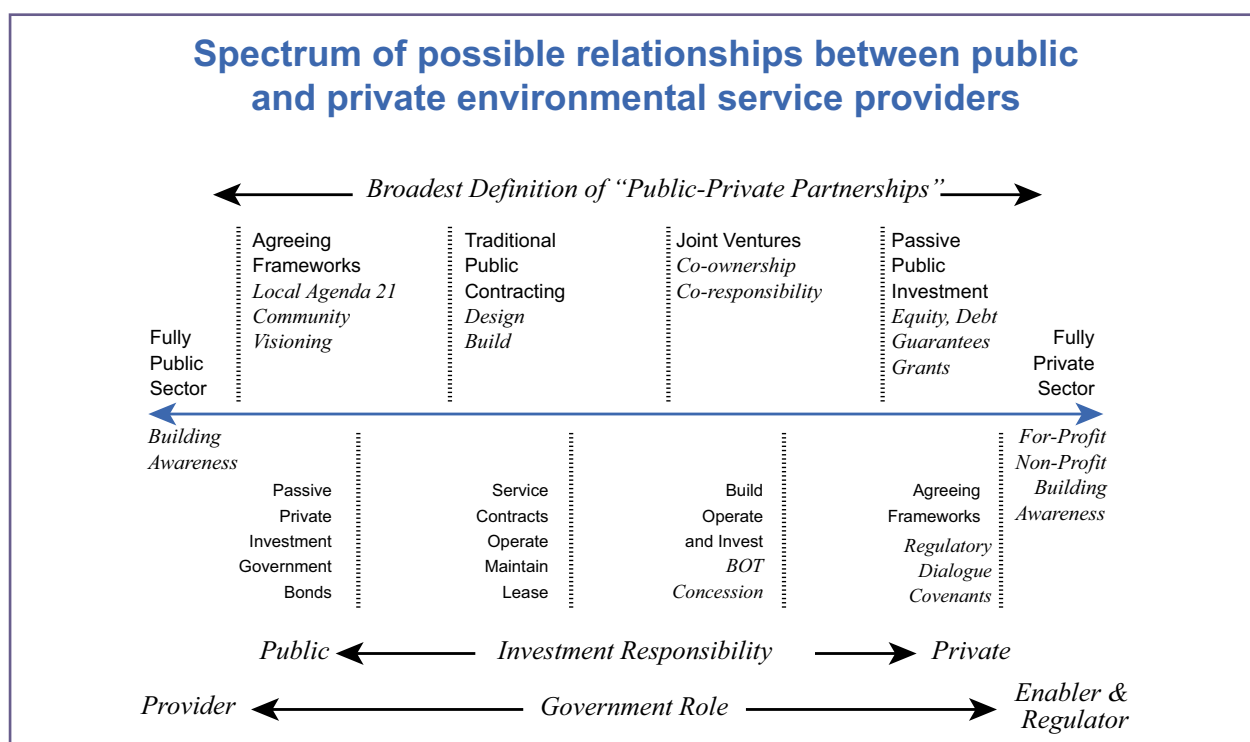 Spectrum of possible relationships between public
and private environmental service providers
Broadest Definition of “Public-Private Partnerships”
Fully
Public
Sector
Agreeing
Frameworks
Local Agenda 21
Community
Visioning
Traditional
Public
Contracting
Design
Build
Joint Ventures
Co-ownership
Co-responsibility
Passive
Public
Investment
Equity, Debt
Guarantees
Grants
Fully
Private
Sector
Building
Awareness
Passive
Private
Investment
Government
Bonds
Service
Contracts
Operate
Maintain
Lease
Build
Operate
and Invest
BOT
Concession
Agreeing
Frameworks
Regulatory
Dialogue
Covenants
For-Profit
Non-Profit
Building
Awareness
Public
Investment Responsibility
Private
Provider
Government Role
Enabler &
Regulator